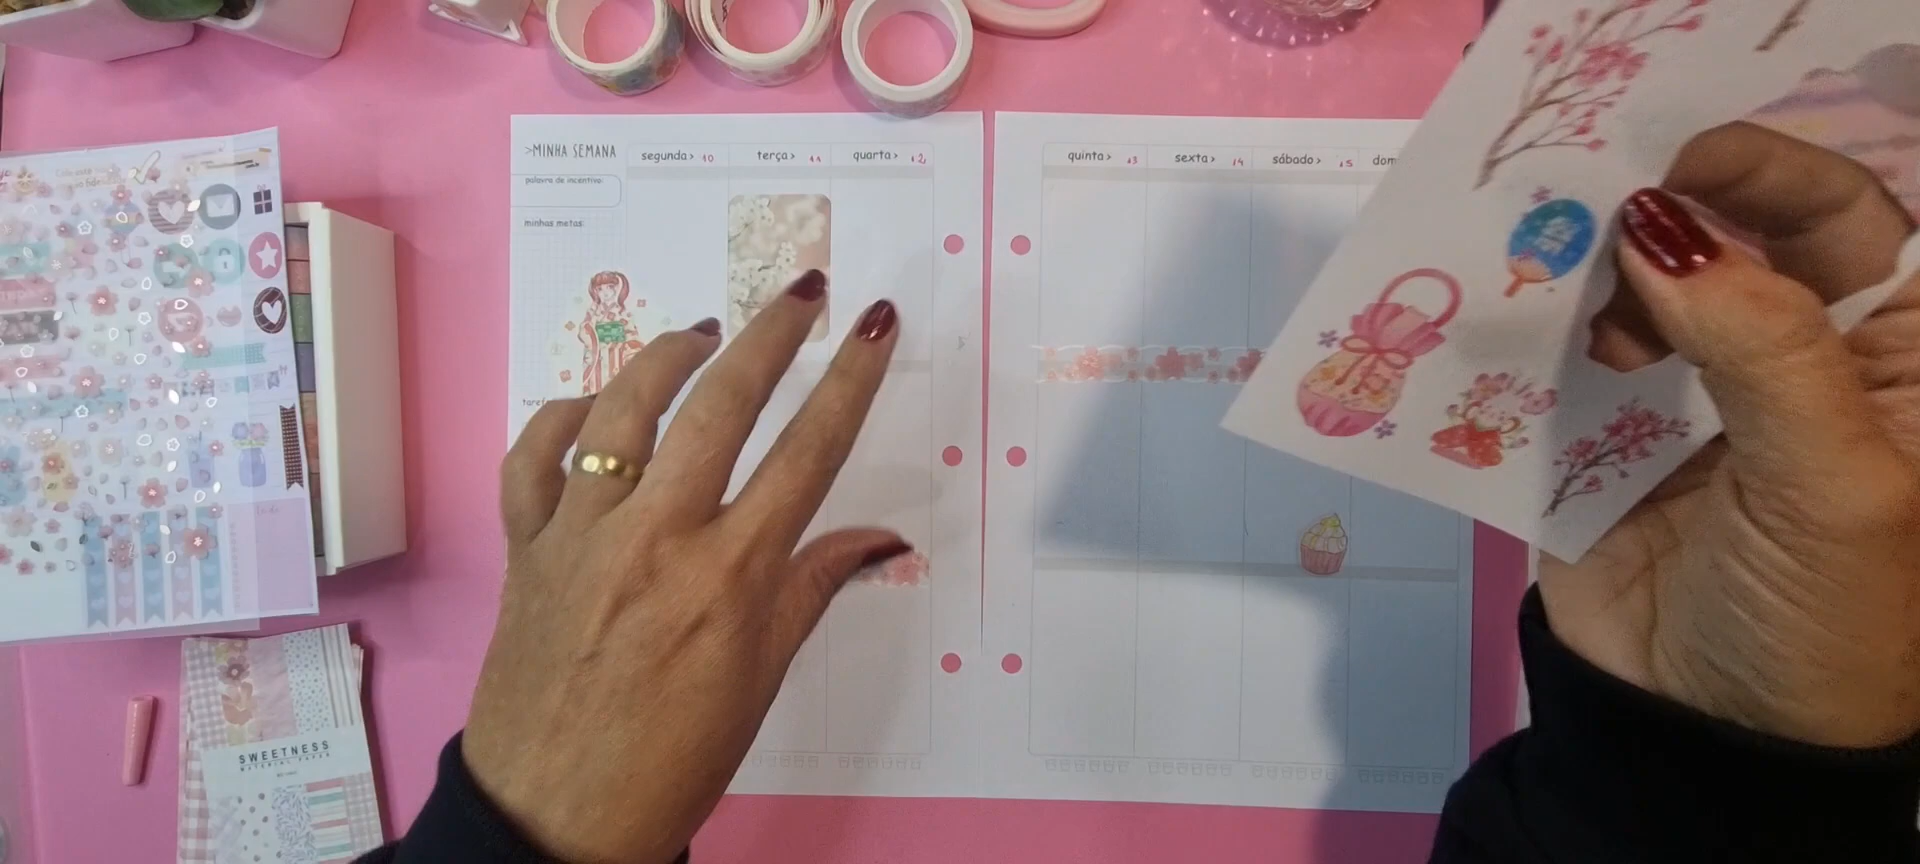 >MINHA SEMANA
segunda> 10
terça> 11
quarta> 12
quinta> 13
sexta> 14
sábado> 15
dom
palavra de incentivo:
minhas metas:
taref
SWEETNESS
MATERIAL PAPER